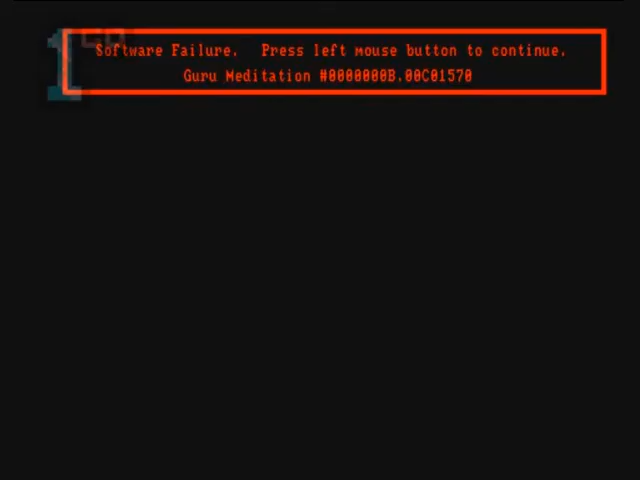 Software Failure.   Press left mouse button to continue.
Guru Meditation #0000000B.00C01570